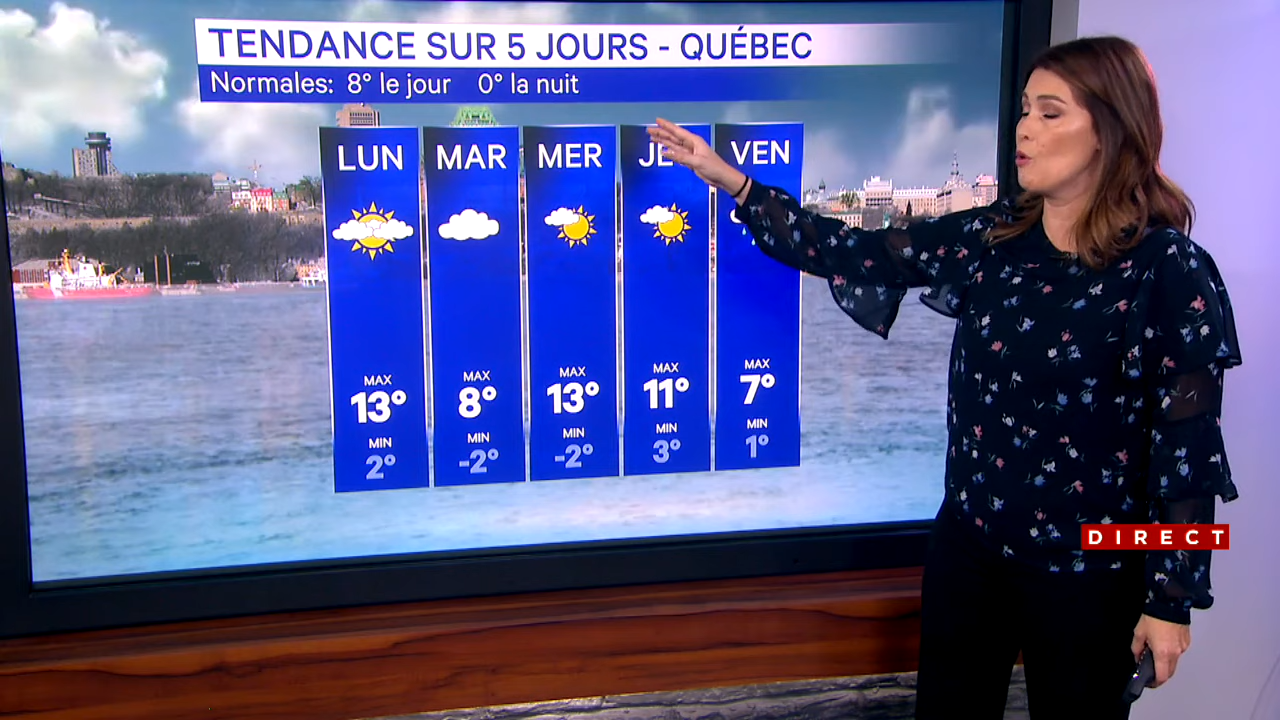 TENDANCE SUR 5 JOURS - QUÉBEC
Normales: 8° le jour 0° la nuit
LUN MAR MER VEN
MAX MAX MAX MAX MAX
13° 8° 13° 11° 7°
MIN MIN MIN MIN MIN
2° -2° -2° 3° 1°
DIRECT